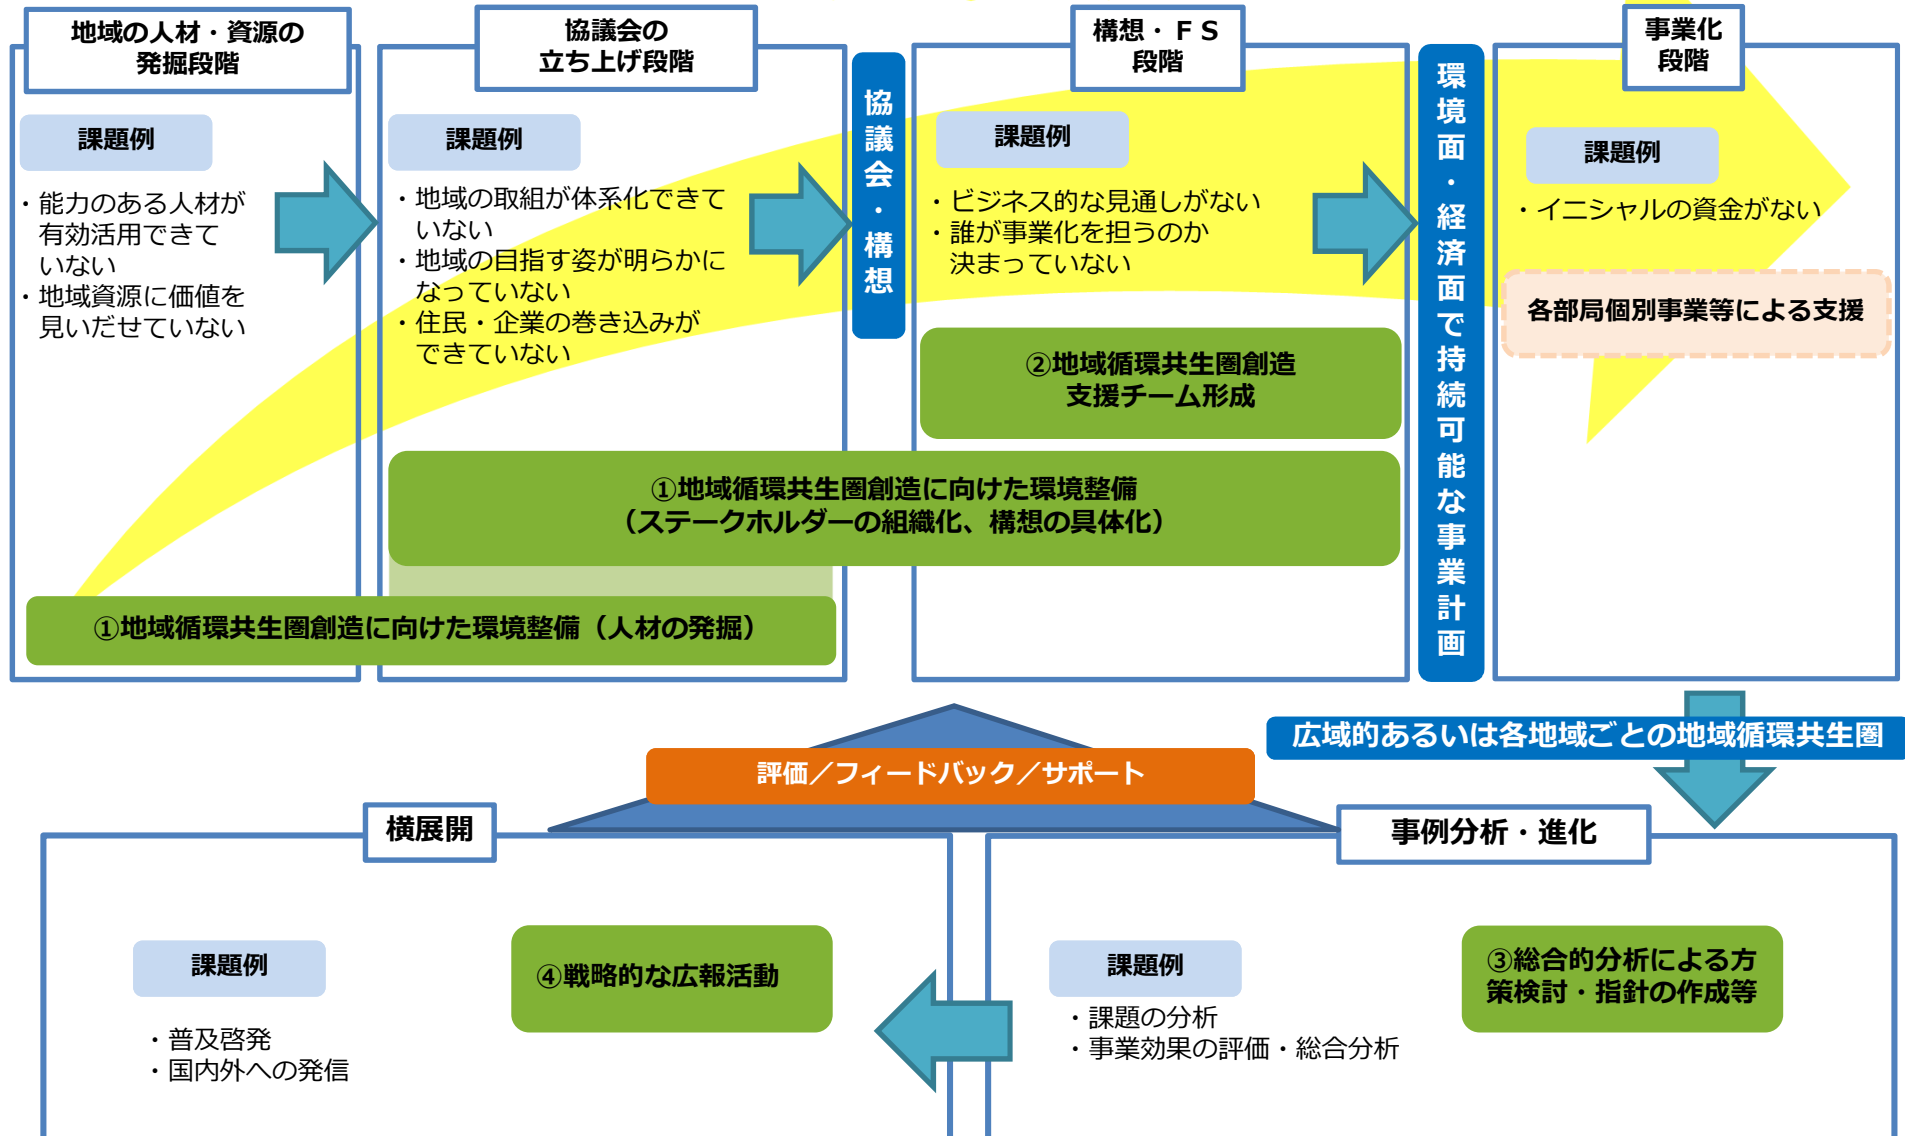 地域の人材・資源の
発掘段階
課題例
・能力のある人材が
有効活用できて
いない
・地域資源に価値を
見いだせていない
協議会の
立ち上げ段階
課題例
・地域の取組が体系化できて
いない
・地域の目指す姿が明らかに
なっていない
・住民・企業の巻き込みが
できていない
協議会・構想
構想・ＦＳ
段階
課題例
・ビジネス的な見通しがない
・誰が事業化を担うのか
決まっていない
②地域循環共生圏創造
支援チーム形成
①地域循環共生圏創造に向けた環境整備
（ステークホルダーの組織化、構想の具体化）
①地域循環共生圏創造に向けた環境整備（人材の発掘）
環境面・経済面で持続可能な事業計画
事業化
段階
課題例
・イニシャルの資金がない
各部局個別事業等による支援
広域的あるいは各地域ごとの地域循環共生圏
評価／フィードバック／サポート
事例分析・進化
課題例
・課題の分析
・事業効果の評価・総合分析
③総合的分析による方
策検討・指針の作成等
横展開
課題例
・普及啓発
・国内外への発信
④戦略的な広報活動